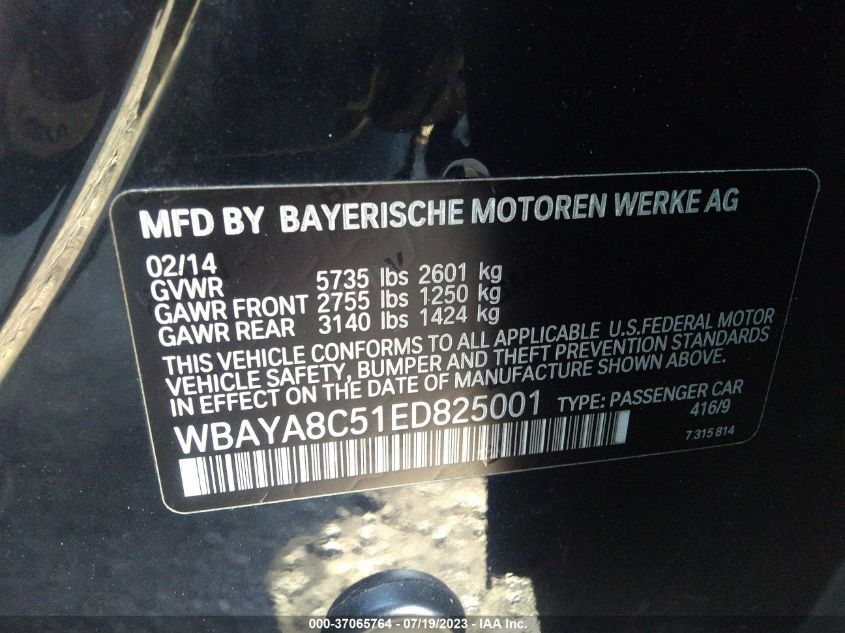 MFD BY BAYERISCHE MOTOREN WERKE AG
02/14
GVWR 5735 lbs 2601 kg
GAWR FRONT 2755 lbs 1250 kg
GAWR REAR 3140 lbs 1424 kg
THIS VEHICLE CONFORMS TO ALL APPLICABLE U.S.FEDERAL MOTOR
VEHICLE SAFETY, BUMPER AND THEFT PREVENTION STANDARDS
IN EFFECT ON THE DATE OF MANUFACTURE SHOWN ABOVE.
WBAYA8C51ED825001 TYPE: PASSENGER CAR
416/9
7 315 814
000-37065764 - 07/19/2023 - IAA Inc.